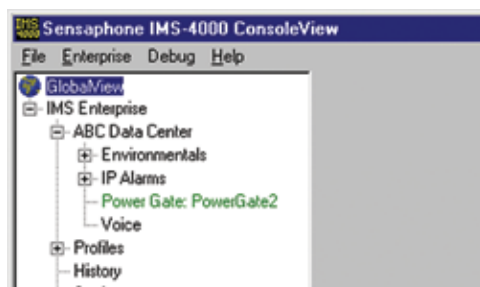 IMS
4000 Sensaphone IMS-4000 ConsoleView
File Enterprise Debug Help
GlobalView
IMS Enterprise
ABC Data Center
Environmentals
IP Alarms
Power Gate: PowerGate2
Voice
Profiles
History